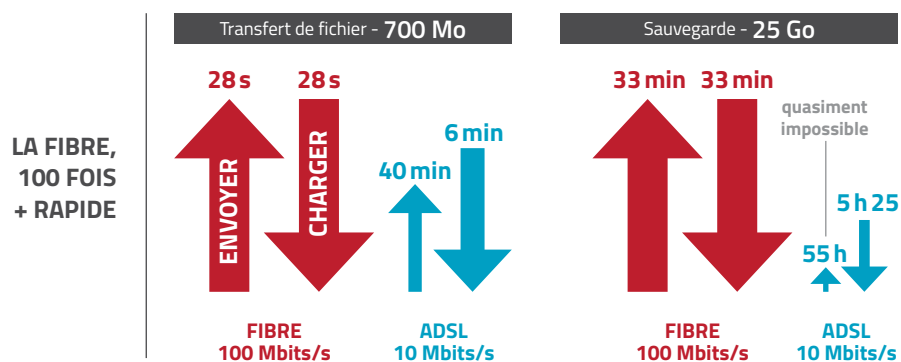 LA FIBRE,
100 FOIS
+ RAPIDE
Transfert de fichier - 700 Mo
28 s
28 s
ENVOYER
CHARGER
40 min
6 min
FIBRE
100 Mbits/s
ADSL
10 Mbits/s
Sauvegarde - 25 Go
33 min
33 min
quasiment
impossible
55 h
5 h 25
FIBRE
100 Mbits/s
ADSL
10 Mbits/s